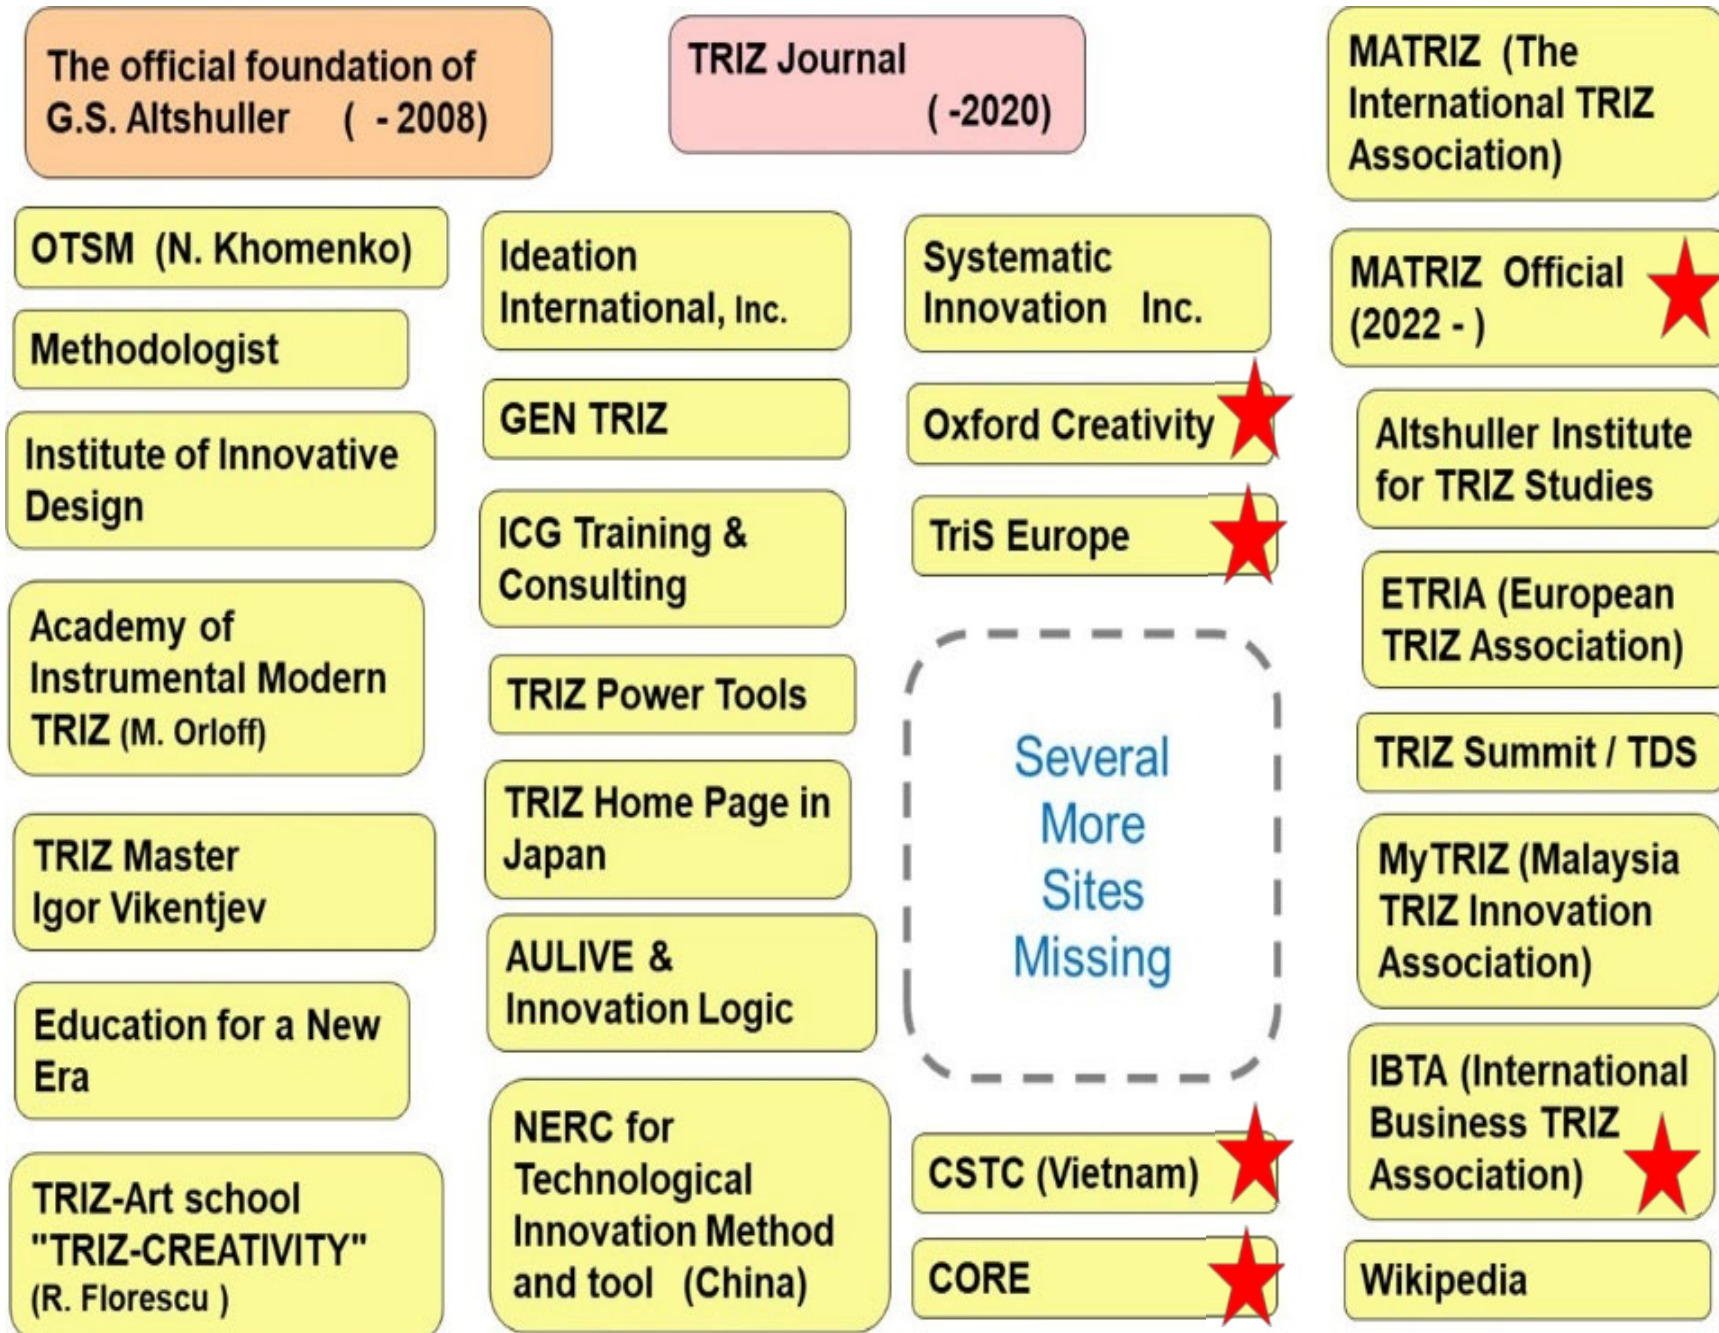 The official foundation of
G.S. Altshuller ( - 2008)
TRIZ Journal
( -2020)
MATRIZ (The
International TRIZ
Association)
OTSM (N. Khomenko)
Methodologist
Institute of Innovative
Design
Academy of
Instrumental Modern
TRIZ (M. Orloff)
TRIZ Master
Igor Vikentjev
Education for a New
Era
TRIZ-Art school
"TRIZ-CREATIVITY"
(R. Florescu )
Ideation
International, Inc.
GEN TRIZ
ICG Training &
Consulting
TRIZ Power Tools
TRIZ Home Page in
Japan
AULIVE &
Innovation Logic
NERC for
Technological
Innovation Method
and tool (China)
Systematic
Innovation Inc.
Oxford Creativity
TriS Europe
Several
More
Sites
Missing
CSTC (Vietnam)
CORE
MATRIZ Official
(2022 - )
Altshuller Institute
for TRIZ Studies
ETRIA (European
TRIZ Association)
TRIZ Summit / TDS
MyTRIZ (Malaysia
TRIZ Innovation
Association)
IBTA (International
Business TRIZ
Association)
Wikipedia